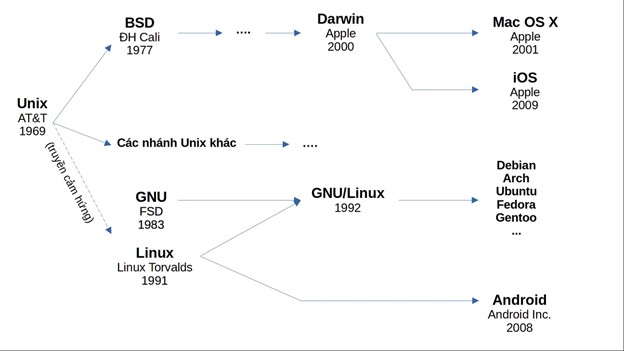 BSD
ĐH Cali
1977
....
Darwin
Apple
2000
Mac OS X
Apple
2001
iOS
Apple
2009
Unix
AT&T
1969
Các nhánh Unix khác
....
(truyền cảm hứng)
GNU
FSD
1983
GNU/Linux
1992
Debian
Arch
Ubuntu
Fedora
Gentoo
...
Linux
Linux Torvalds
1991
Android
Android Inc.
2008